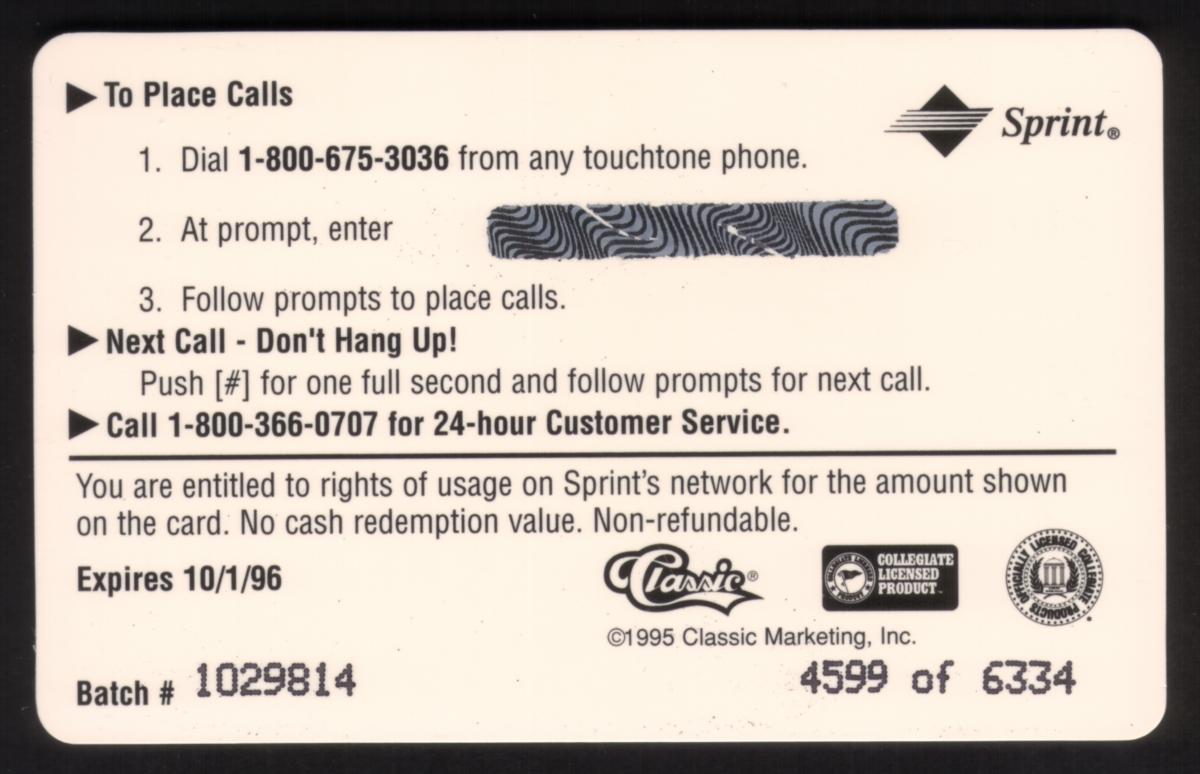 ▶ To Place Calls
Sprint®
1. Dial 1-800-675-3036 from any touchtone phone.
2. At prompt, enter
3. Follow prompts to place calls.
▶ Next Call - Don't Hang Up!
Push [#] for one full second and follow prompts for next call.
▶ Call 1-800-366-0707 for 24-hour Customer Service.
You are entitled to rights of usage on Sprint's network for the amount shown
on the card. No cash redemption value. Non-refundable.
Expires 10/1/96
Classic®
COLLEGIATE
LICENSED
PRODUCT
OFFICIALLY LICENSED COLLEGIATE PRODUCTS
©1995 Classic Marketing, Inc.
Batch # 1029814
4599 of 6334